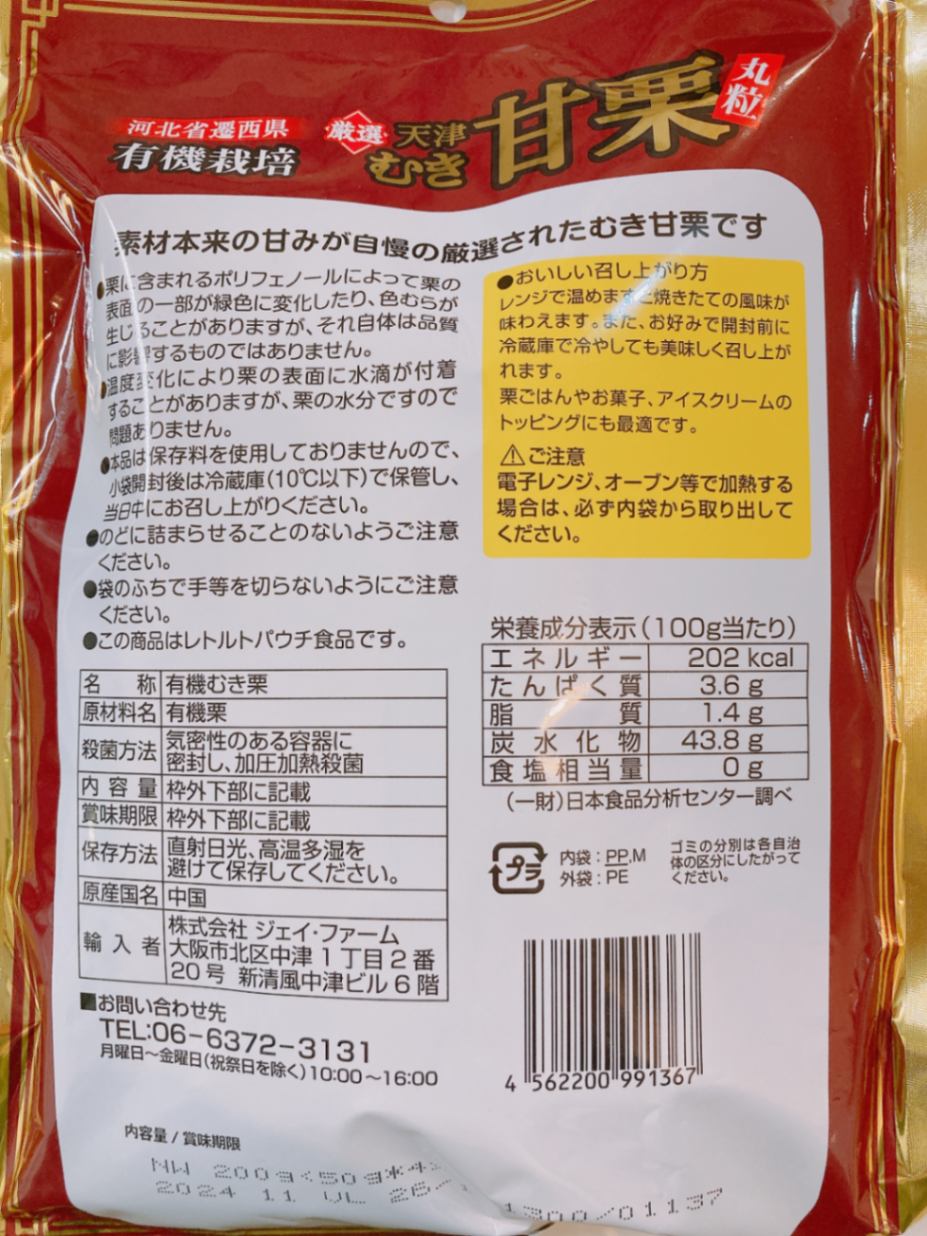 河北省遷西県
有機栽培
厳選
天津
むき
甘栗
丸粒
素材本来の甘みが自慢の厳選されたむき甘栗です
●栗に含まれるポリフェノールによって栗の
表面の一部が緑色に変化したり、色むらが
生じることがありますが、それ自体は品質
に影響するものではありません。
●温度変化により栗の表面に水滴が付着
することがありますが、栗の水分ですので
問題ありません。
●本品は保存料を使用しておりませんので、
小袋開封後は冷蔵庫(10℃以下)で保管し、
当日中にお召し上がりください。
●のどに詰まらせることのないようご注意
ください。
●袋のふちで手等を切らないようにご注意
ください。
●この商品はレトルトパウチ食品です。
●おいしい召し上がり方
レンジで温めますと焼きたての風味が
味わえます。また、お好みで開封前に
冷蔵庫で冷やしても美味しく召し上が
れます。
栗ごはんやお菓子、アイスクリームの
トッピングにも最適です。
⚠ご注意
電子レンジ、オーブン等で加熱する
場合は、必ず内袋から取り出して
ください。
名称 有機むき栗
原材料名 有機栗
殺菌方法 気密性のある容器に
密封し、加圧加熱殺菌
内容量 枠外下部に記載
賞味期限 枠外下部に記載
保存方法 直射日光、高温多湿を
避けて保存してください。
原産国名 中国
輸入者 株式会社 ジェイ・ファーム
大阪市北区中津1丁目2番
20号 新清風中津ビル6階
■お問い合わせ先
TEL:06-6372-3131
月曜日〜金曜日(祝祭日を除く)10:00〜16:00
栄養成分表示(100g当たり)
エネルギー 202 kcal
たんぱく質 3.6 g
脂質 1.4 g
炭水化物 43.8 g
食塩相当量 0 g
(一財)日本食品分析センター調べ
プラ
内袋:PP,M
外袋:PE
ゴミの分別は各自治
体の区分にしたがって
ください。
4 562200 991367
内容量/賞味期限
NW 200g<50g*4>
2024 11 UL 26/
1300/01137